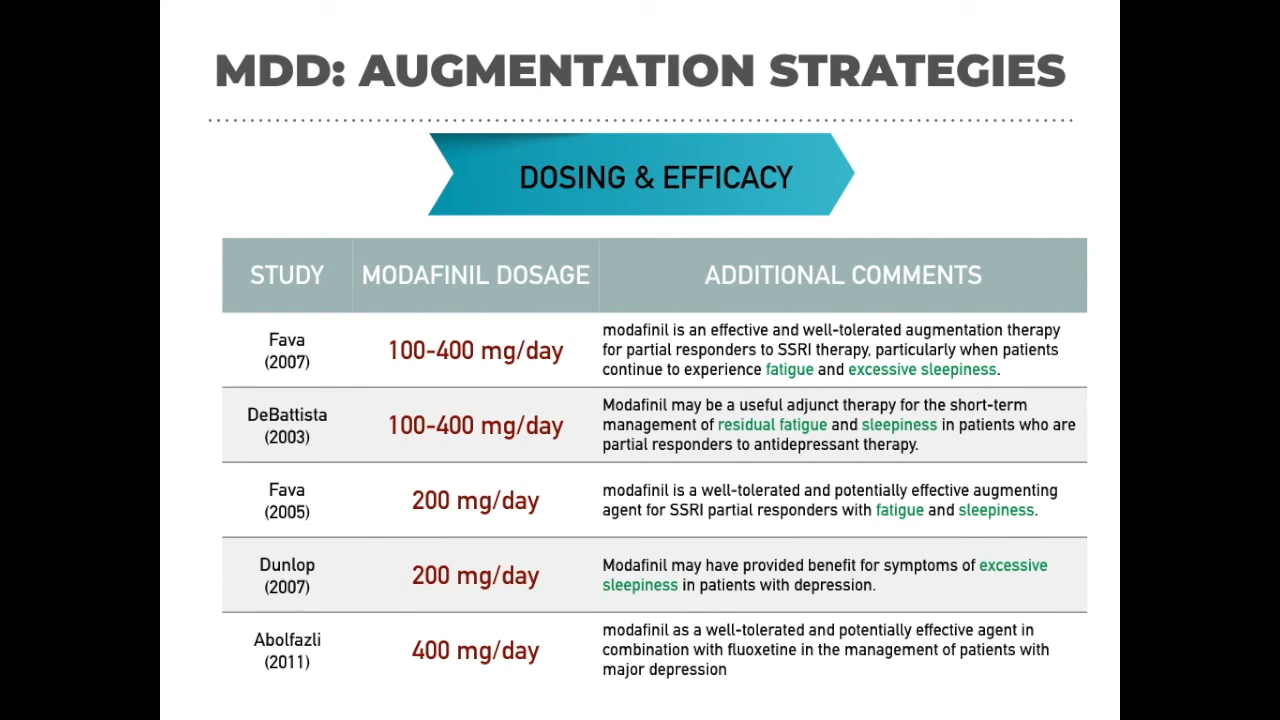 MDD: AUGMENTATION STRATEGIES
DOSING & EFFICACY
STUDY MODAFINIL DOSAGE ADDITIONAL COMMENTS
Fava
(2007)
100-400 mg/day
modafinil is an effective and well-tolerated augmentation therapy
for partial responders to SSRI therapy, particularly when patients
continue to experience fatigue and excessive sleepiness.
DeBattista
(2003)
100-400 mg/day
Modafinil may be a useful adjunct therapy for the short-term
management of residual fatigue and sleepiness in patients who are
partial responders to antidepressant therapy.
Fava
(2005)
200 mg/day
modafinil is a well-tolerated and potentially effective augmenting
agent for SSRI partial responders with fatigue and sleepiness.
Dunlop
(2007)
200 mg/day
Modafinil may have provided benefit for symptoms of excessive
sleepiness in patients with depression.
Abolfazli
(2011)
400 mg/day
modafinil as a well-tolerated and potentially effective agent in
combination with fluoxetine in the management of patients with
major depression